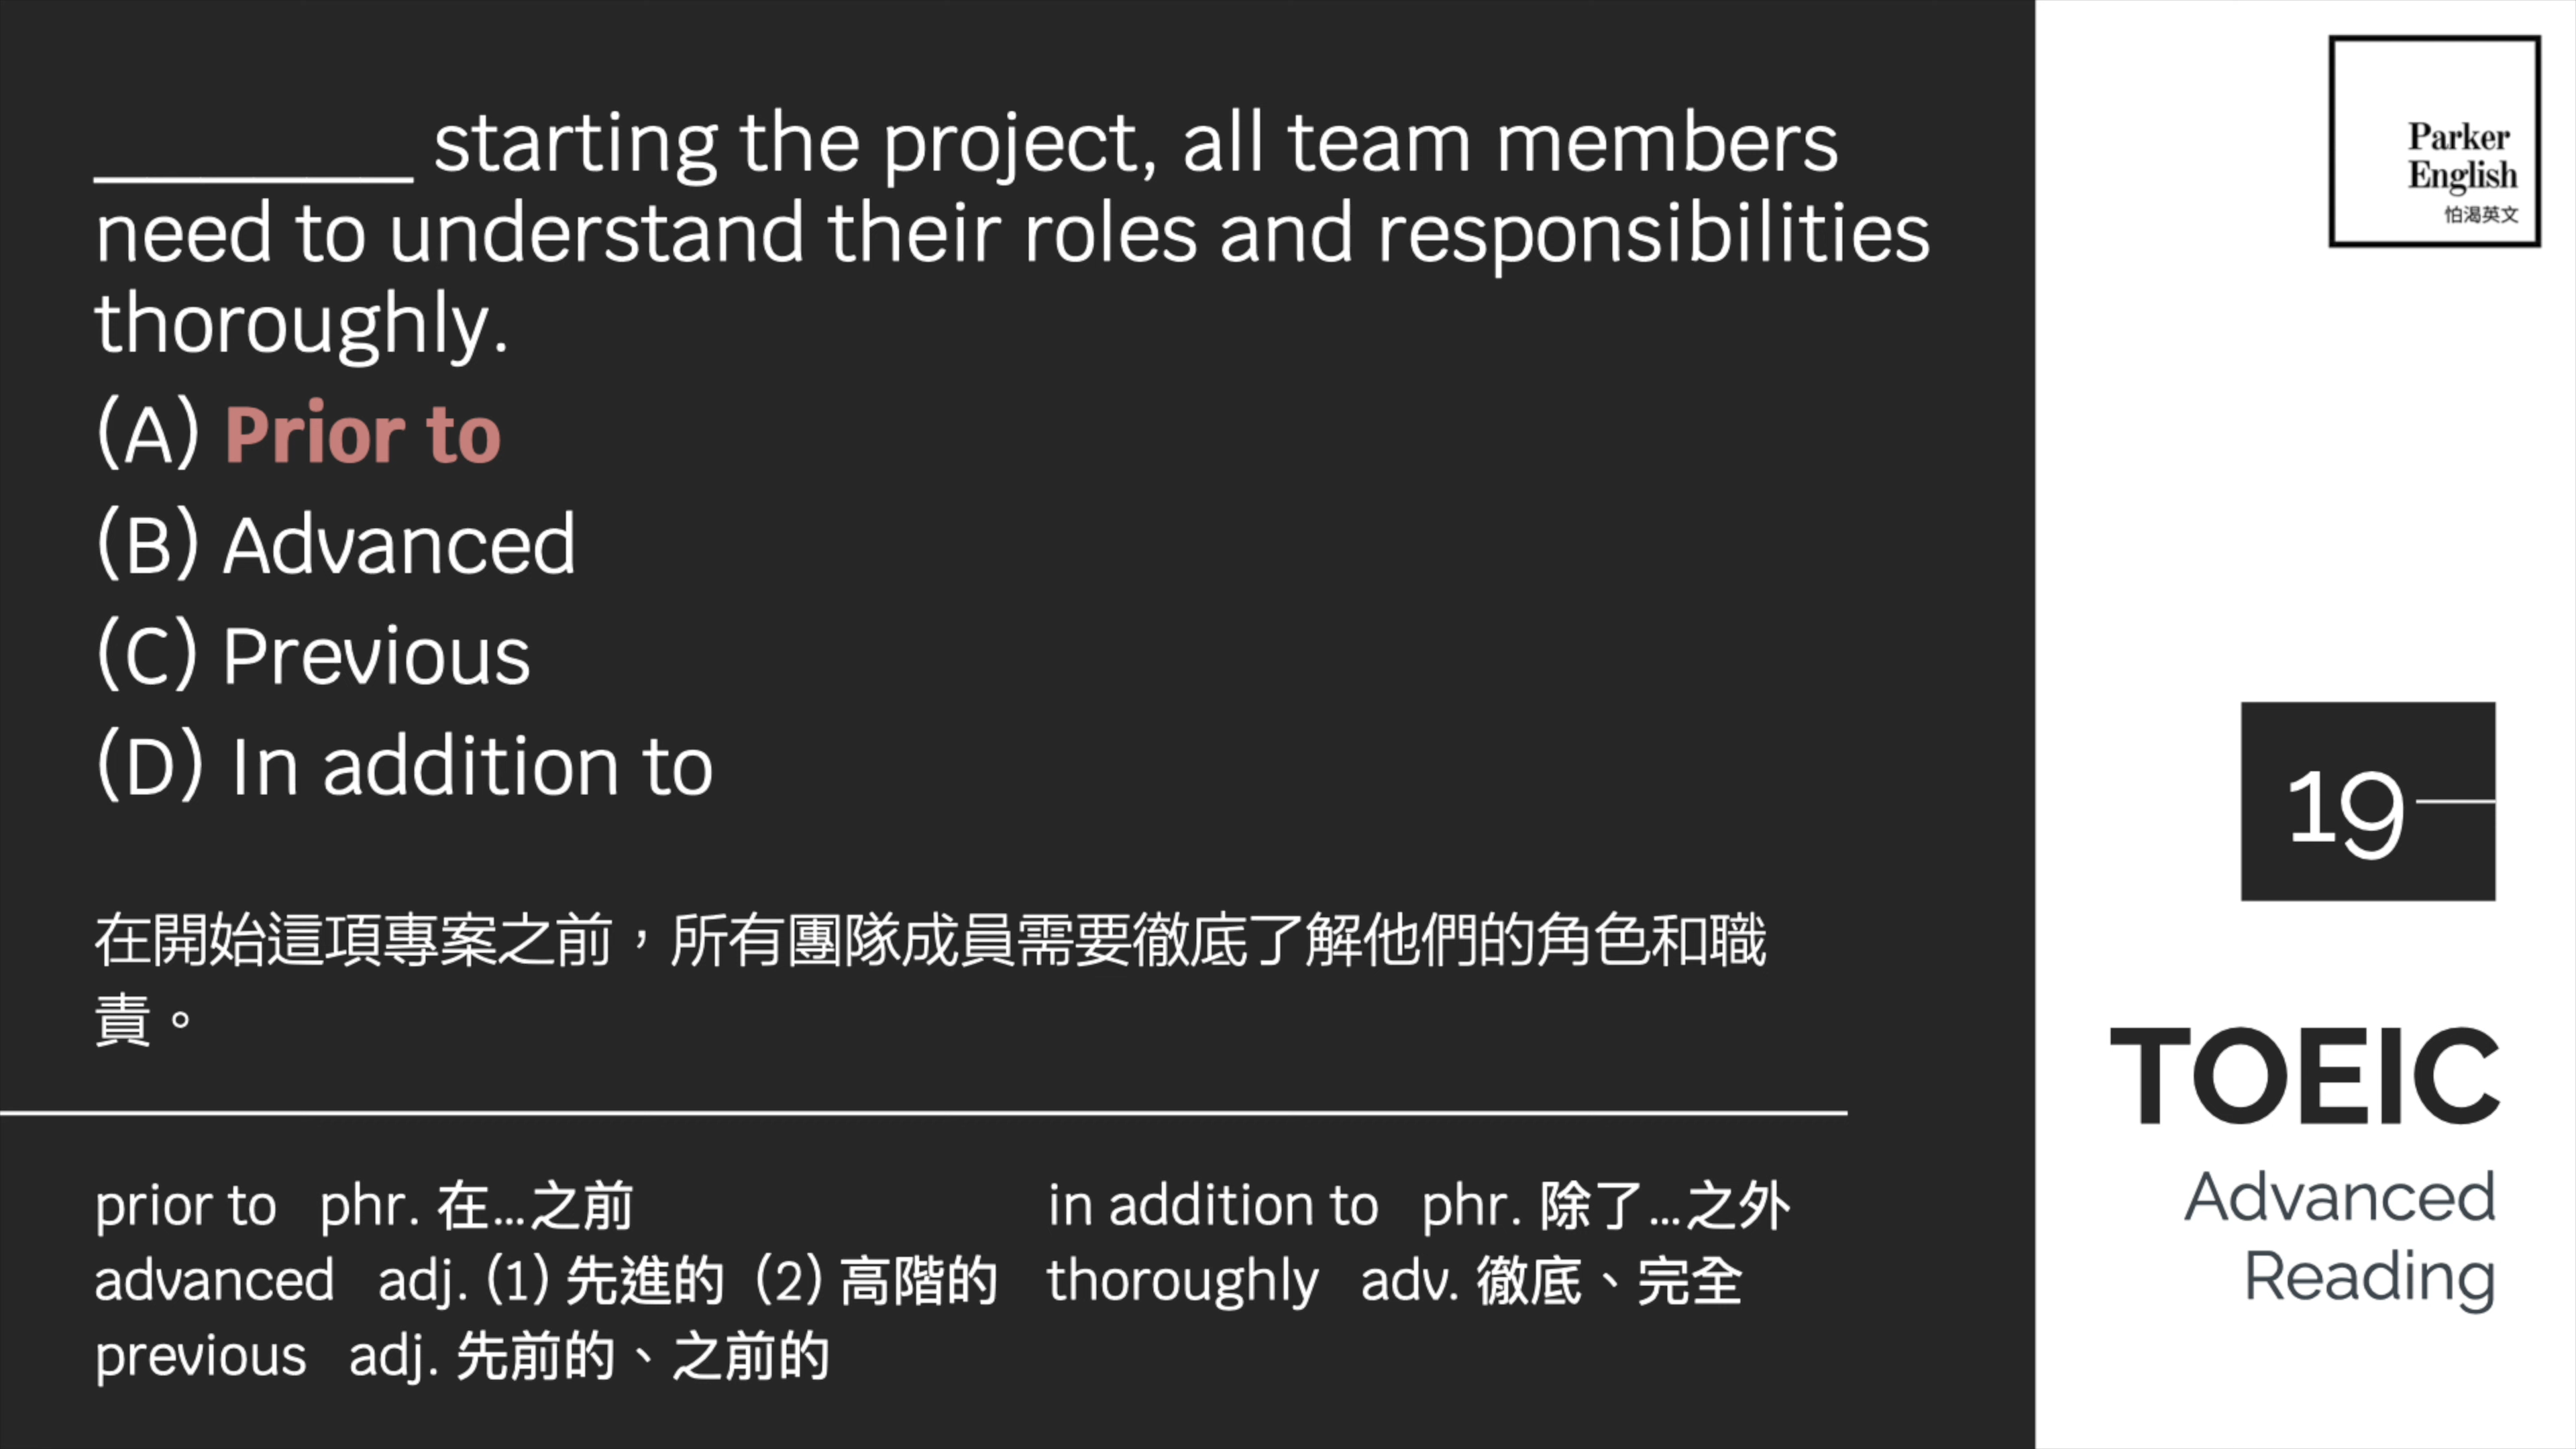 ________ starting the project, all team members
need to understand their roles and responsibilities
thoroughly.
(A) Prior to
(B) Advanced
(C) Previous
(D) In addition to
在開始這項專案之前，所有團隊成員需要徹底了解他們的角色和職
責。
prior to phr. 在…之前
advanced adj. (1) 先進的 (2) 高階的
previous adj. 先前的、之前的
in addition to phr. 除了…之外
thoroughly adv. 徹底、完全
Parker
English
怕渴英文
19
TOEIC
Advanced
Reading